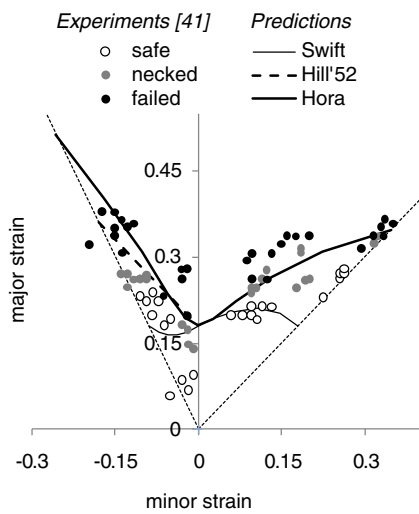 Experiments [41] Predictions
safe Swift
necked Hill'52
failed Hora
0.45
0.3
0.15
0
-0.3 -0.15 0 0.15 0.3
major strain
minor strain